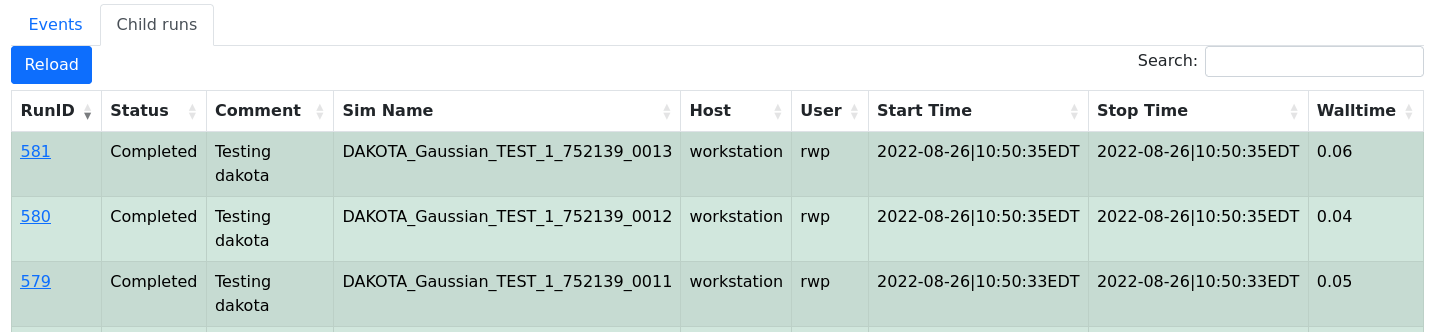 Events Child runs
Reload Search:
RunID Status Comment Sim Name Host User Start Time Stop Time Walltime
581 Completed Testing DAKOTA_Gaussian_TEST_1_752139_0013 workstation rwp 2022-08-26|10:50:35EDT 2022-08-26|10:50:35EDT 0.06
dakota
580 Completed Testing DAKOTA_Gaussian_TEST_1_752139_0012 workstation rwp 2022-08-26|10:50:35EDT 2022-08-26|10:50:35EDT 0.04
dakota
579 Completed Testing DAKOTA_Gaussian_TEST_1_752139_0011 workstation rwp 2022-08-26|10:50:33EDT 2022-08-26|10:50:33EDT 0.05
dakota